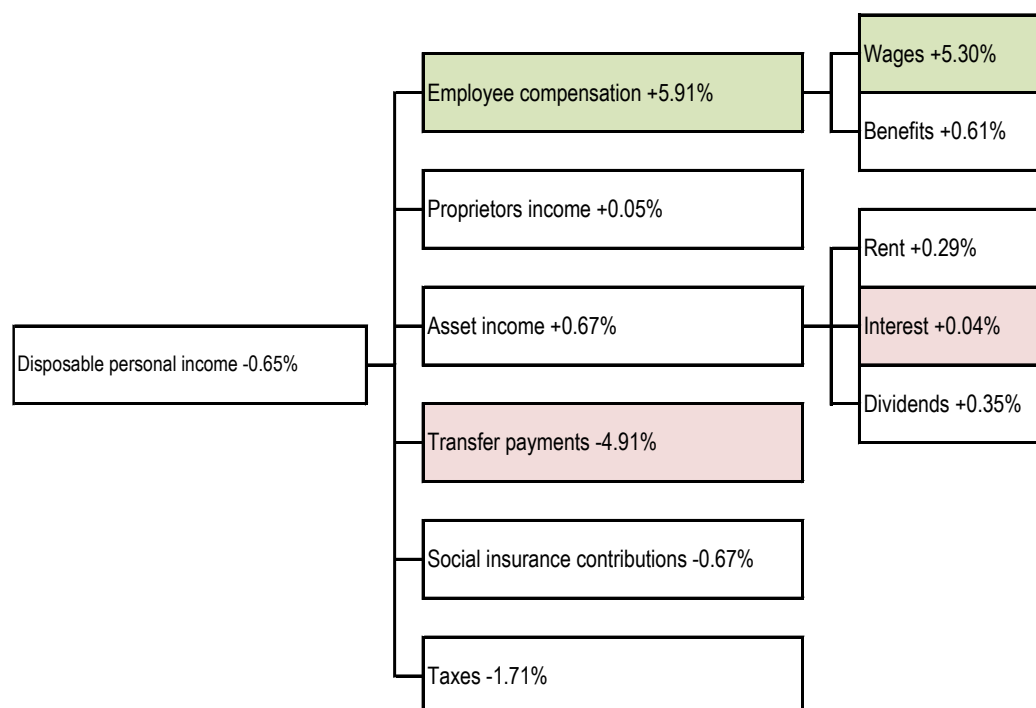 Disposable personal income -0.65%
Employee compensation +5.91%
Wages +5.30%
Benefits +0.61%
Proprietors income +0.05%
Asset income +0.67%
Rent +0.29%
Interest +0.04%
Dividends +0.35%
Transfer payments -4.91%
Social insurance contributions -0.67%
Taxes -1.71%